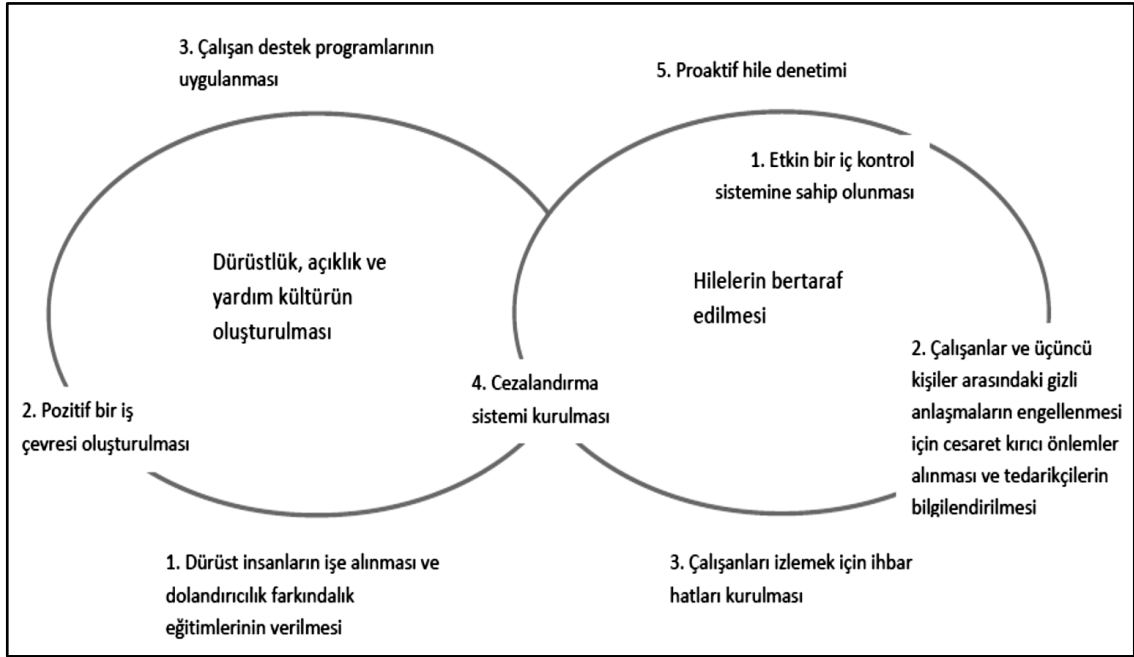 3. Çalışan destek programlarının
uygulanması
5. Proaktif hile denetimi
1. Etkin bir iç kontrol
sistemine sahip olunması
Dürüstlük, açıklık ve
yardım kültürün
oluşturulması
Hilelerin bertaraf
edilmesi
2. Çalışanlar ve üçüncü
kişiler arasındaki gizli
anlaşmaların engellenmesi
için cesaret kırıcı önlemler
alınması ve tedarikçilerin
bilgilendirilmesi
4. Cezalandırma
sistemi kurulması
2. Pozitif bir iş
çevresi oluşturulması
1. Dürüst insanların işe alınması ve
dolandırıcılık farkındalık
eğitimlerinin verilmesi
3. Çalışanları izlemek için ihbar
hatları kurulması